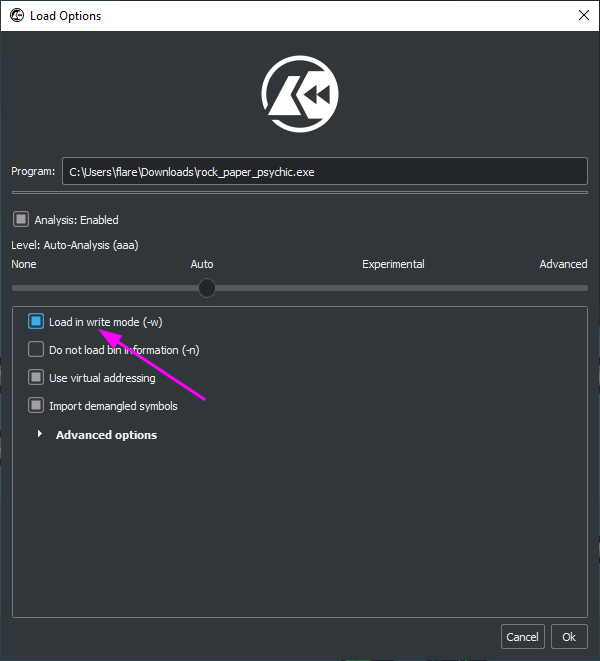 Load Options
Program: C:\Users\flare\Downloads\rock_paper_psychic.exe
Analysis: Enabled
Level: Auto-Analysis (aaa)
None Auto Experimental Advanced
Load in write mode (-w)
Do not load bin information (-n)
Use virtual addressing
Import demangled symbols
Advanced options
Cancel Ok